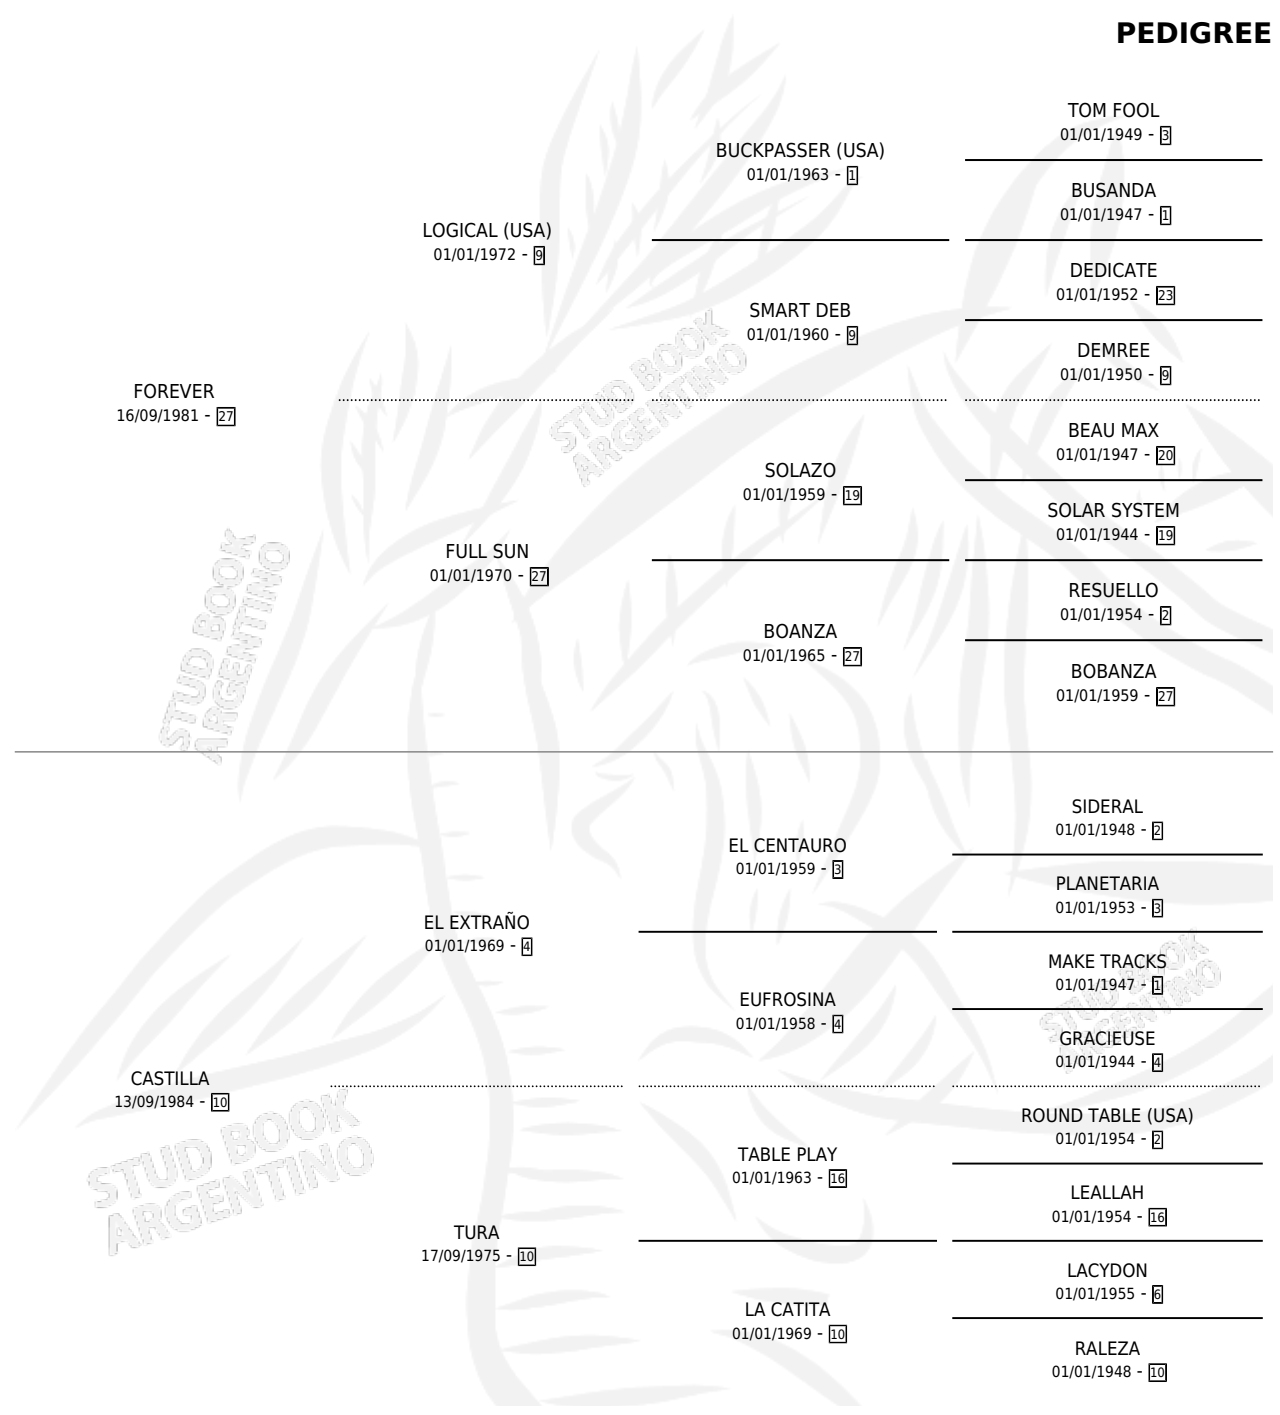 PEDIGREE
TOM FOOL
01/01/1949 - 3
BUCKPASSER (USA)
01/01/1963 - 1
BUSANDA
01/01/1947 - 1
LOGICAL (USA)
01/01/1972 - 9
DEDICATE
01/01/1952 - 23
SMART DEB
01/01/1960 - 9
DEMREE
01/01/1950 - 9
FOREVER
16/09/1981 - 27
BEAU MAX
01/01/1947 - 20
SOLAZO
01/01/1959 - 19
SOLAR SYSTEM
01/01/1944 - 19
FULL SUN
01/01/1970 - 27
RESUELLO
01/01/1954 - 2
BOANZA
01/01/1965 - 27
BOBANZA
01/01/1959 - 27
STUD BOOK
ARGENTINO
STUD BOOK
ARGENTINO
SIDERAL
01/01/1948 - 2
EL CENTAURO
01/01/1959 - 3
PLANETARIA
01/01/1953 - 3
EL EXTRAÑO
01/01/1969 - 4
MAKE TRACKS
01/01/1947 - 1
EUFROSINA
01/01/1958 - 4
GRACIEUSE
01/01/1944 - 4
CASTILLA
13/09/1984 - 10
ROUND TABLE (USA)
01/01/1954 - 2
TABLE PLAY
01/01/1963 - 16
LEALLAH
01/01/1954 - 16
TURA
17/09/1975 - 10
LACYDON
01/01/1955 - 6
LA CATITA
01/01/1969 - 10
RALEZA
01/01/1948 - 10
STUD BOOK
ARGENTINO
STUD BOOK
ARGENTINO